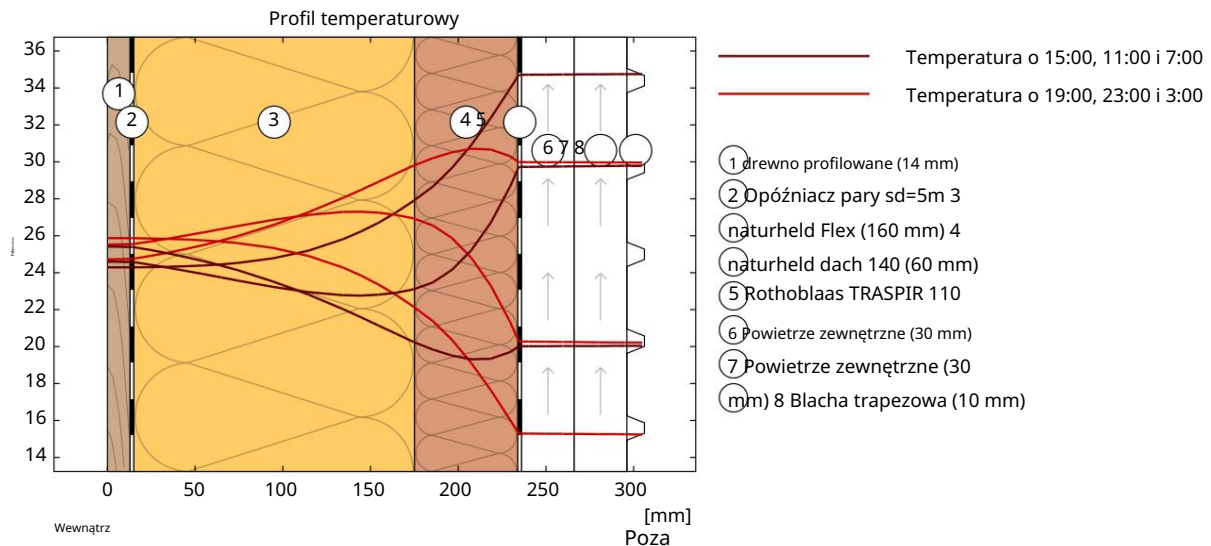 Profil temperaturowy
36
34
32
30
28
26
24
22
20
18
16
14
1
2
3
4 5
6 7 8
0 50 100 150 200 250 300
[mm]
Wewnątrz
Poza
Temperatura o 15:00, 11:00 i 7:00
Temperatura o 19:00, 23:00 i 3:00
1 drewno profilowane (14 mm)
2 Opóźniacz pary sd=5m 3
naturheld Flex (160 mm) 4
naturheld dach 140 (60 mm)
5 Rothoblaas TRASPIR 110
6 Powietrze zewnętrzne (30 mm)
7 Powietrze zewnętrzne (30
mm) 8 Blacha trapezowa (10 mm)